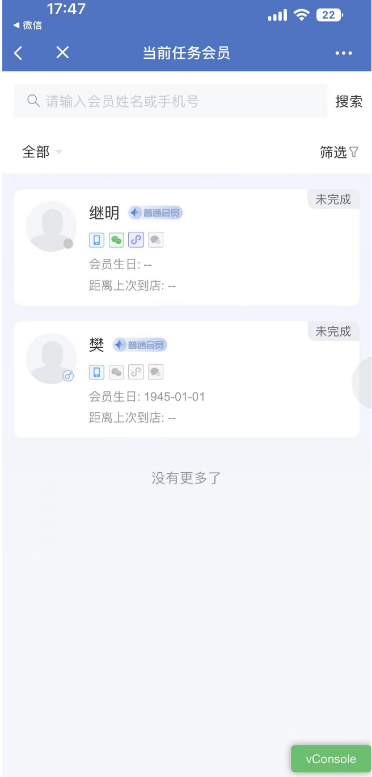 17:47
22
微信
当前任务会员
请输入会员姓名或手机号
搜索
全部
筛选
未完成
继明
普通会员
会员生日: --
距离上次到店: --
未完成
樊
普通会员
会员生日: 1945-01-01
距离上次到店: --
没有更多了
vConsole